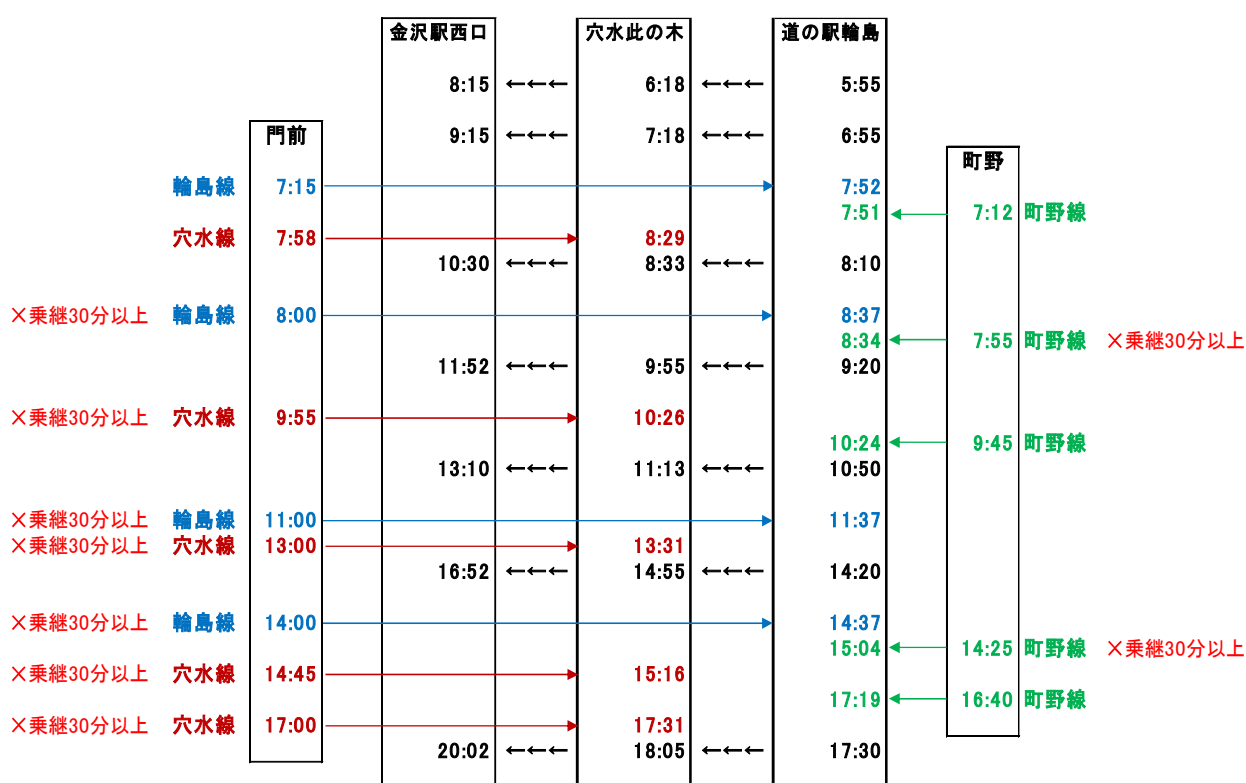 金沢駅西口 穴水此の木 道の駅輪島
8:15 ←←← 6:18 ←←← 5:55
門前 9:15 ←←← 7:18 ←←← 6:55
町野
輪島線 7:15 7:52
7:51 7:12 町野線
穴水線 7:58 8:29
10:30 ←←← 8:33 ←←← 8:10
×乗継30分以上 輪島線 8:00 8:37
8:34 7:55 町野線 ×乗継30分以上
11:52 ←←← 9:55 ←←← 9:20
×乗継30分以上 穴水線 9:55 10:26
10:24 9:45 町野線
13:10 ←←← 11:13 ←←← 10:50
×乗継30分以上 輪島線 11:00 11:37
×乗継30分以上 穴水線 13:00 13:31
16:52 ←←← 14:55 ←←← 14:20
×乗継30分以上 輪島線 14:00 14:37
15:04 14:25 町野線 ×乗継30分以上
×乗継30分以上 穴水線 14:45 15:16
17:19 16:40 町野線
×乗継30分以上 穴水線 17:00 17:31
20:02 ←←← 18:05 ←←← 17:30